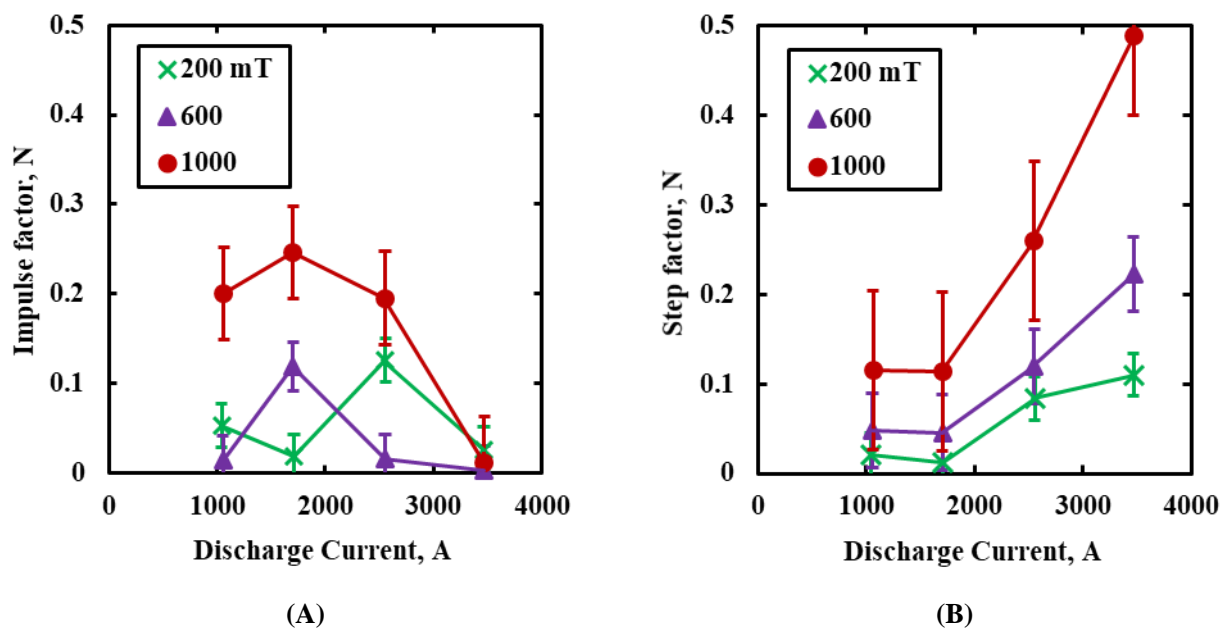 0.5
0.4
0.3
0.2
0.1
0
Impulse factor, N
200 mT
600
1000
0 1000 2000 3000 4000
Discharge Current, A
(A)
0.5
0.4
0.3
0.2
0.1
0
Step factor, N
200 mT
600
1000
0 1000 2000 3000 4000
Discharge Current, A
(B)